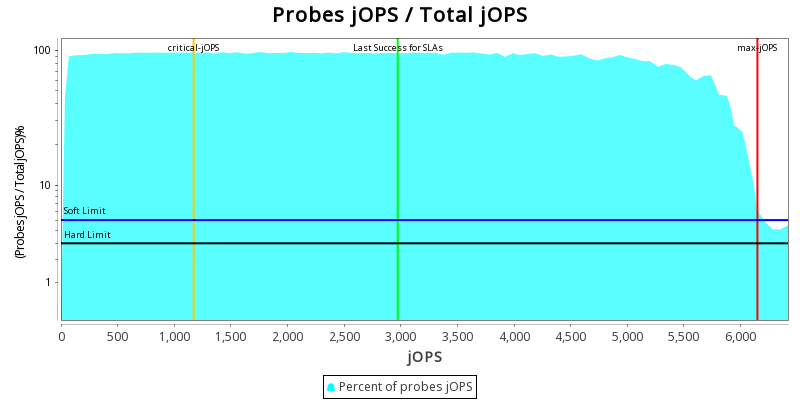 Probes jOPS / Total jOPS
(Probes jOPS / Total jOPS)%
100
10
1
critical-jOPS
Last Success for SLAs
max-jOPS
Soft Limit
Hard Limit
0 500 1,000 1,500 2,000 2,500 3,000 3,500 4,000 4,500 5,000 5,500 6,000
jOPS
Percent of probes jOPS